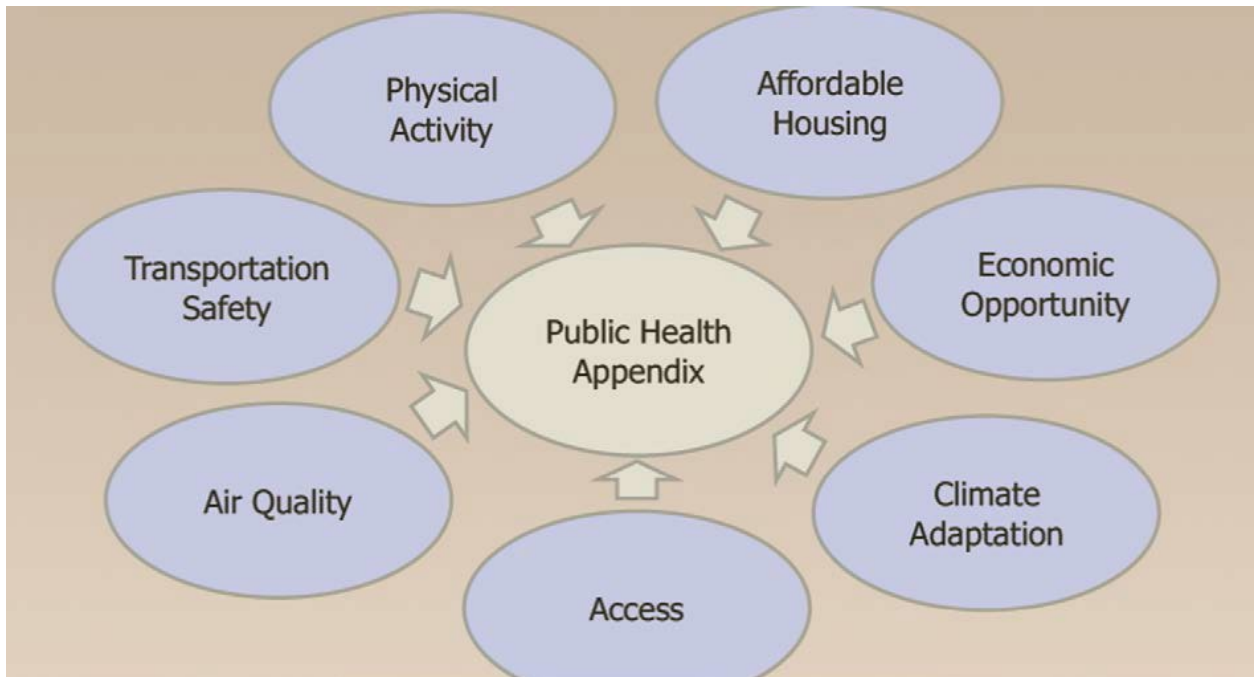 Physical
Activity
Affordable
Housing
Transportation
Safety
Economic
Opportunity
Public Health
Appendix
Air Quality
Climate
Adaptation
Access